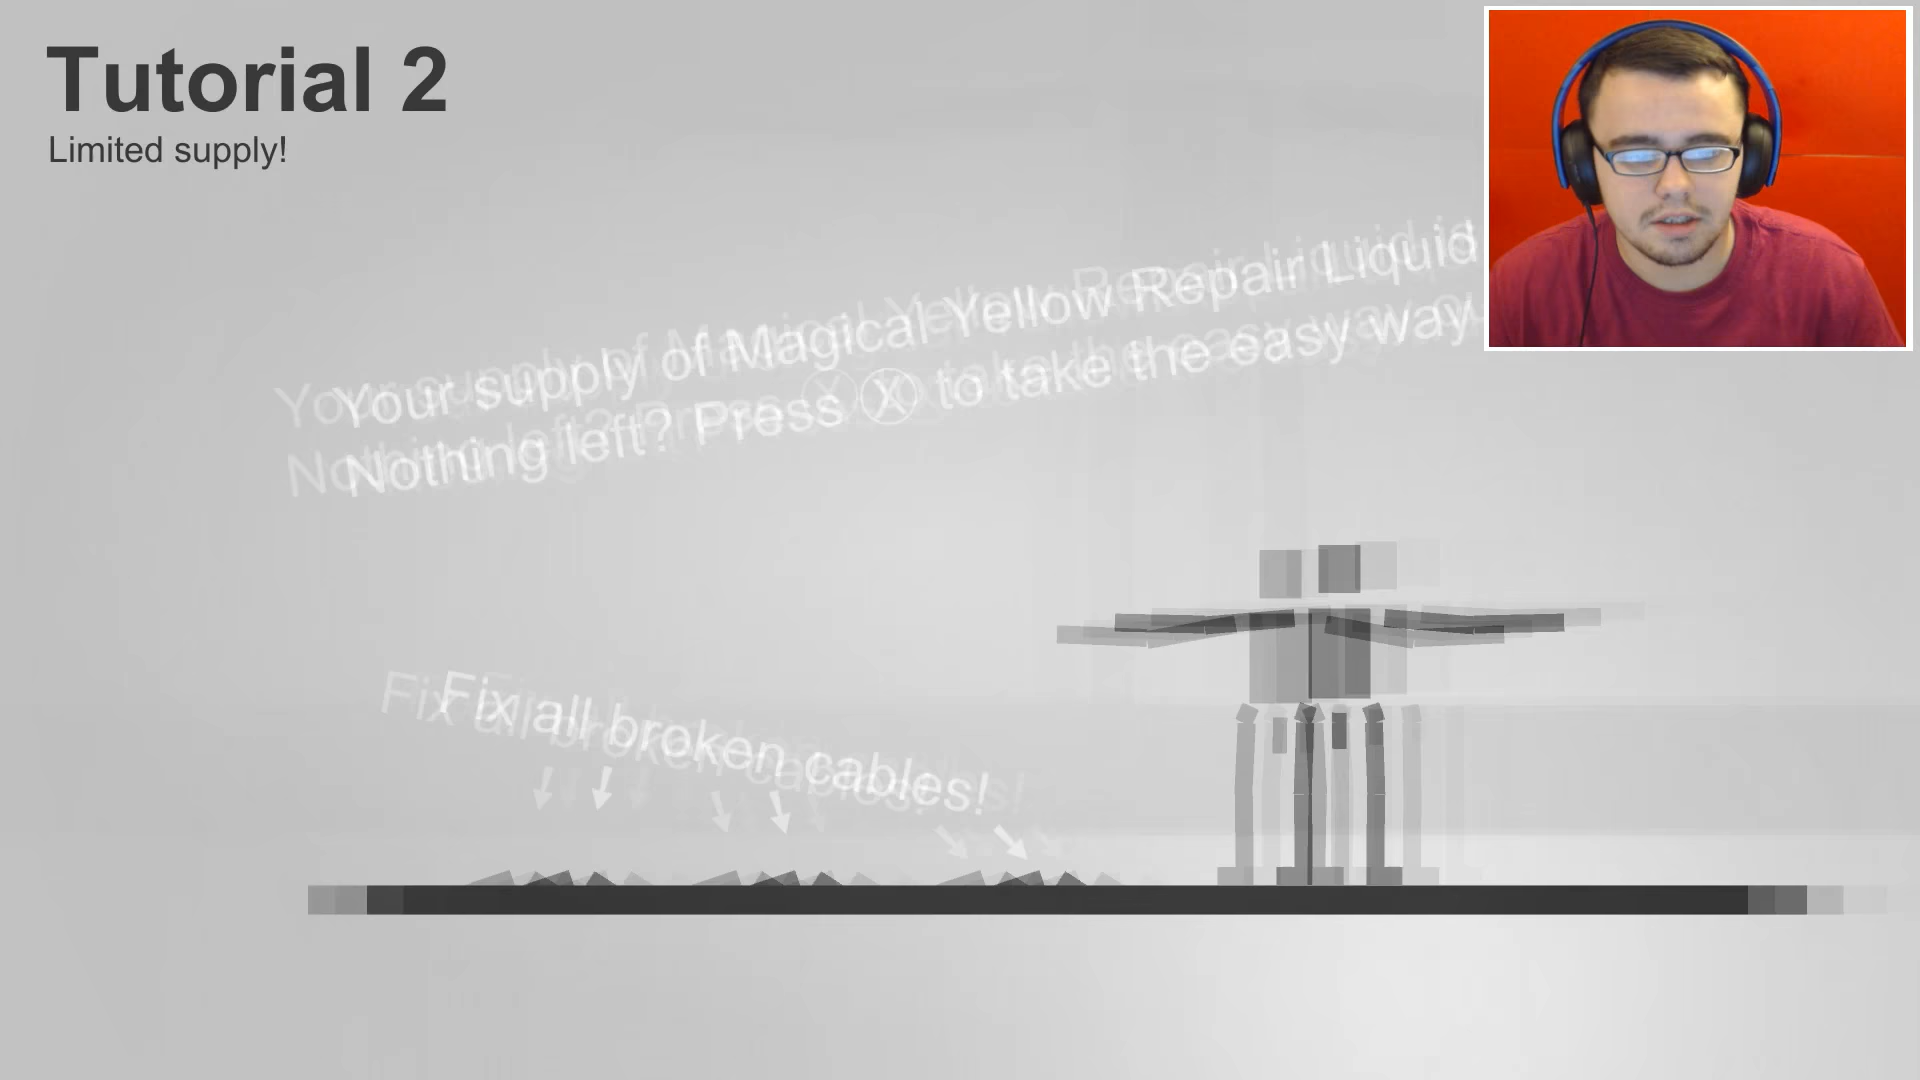 Tutorial 2
Limited supply!
Your supply of Magical Yellow Repair Liquid
Nothing left? Press X to take the easy way
Fix all broken cables!